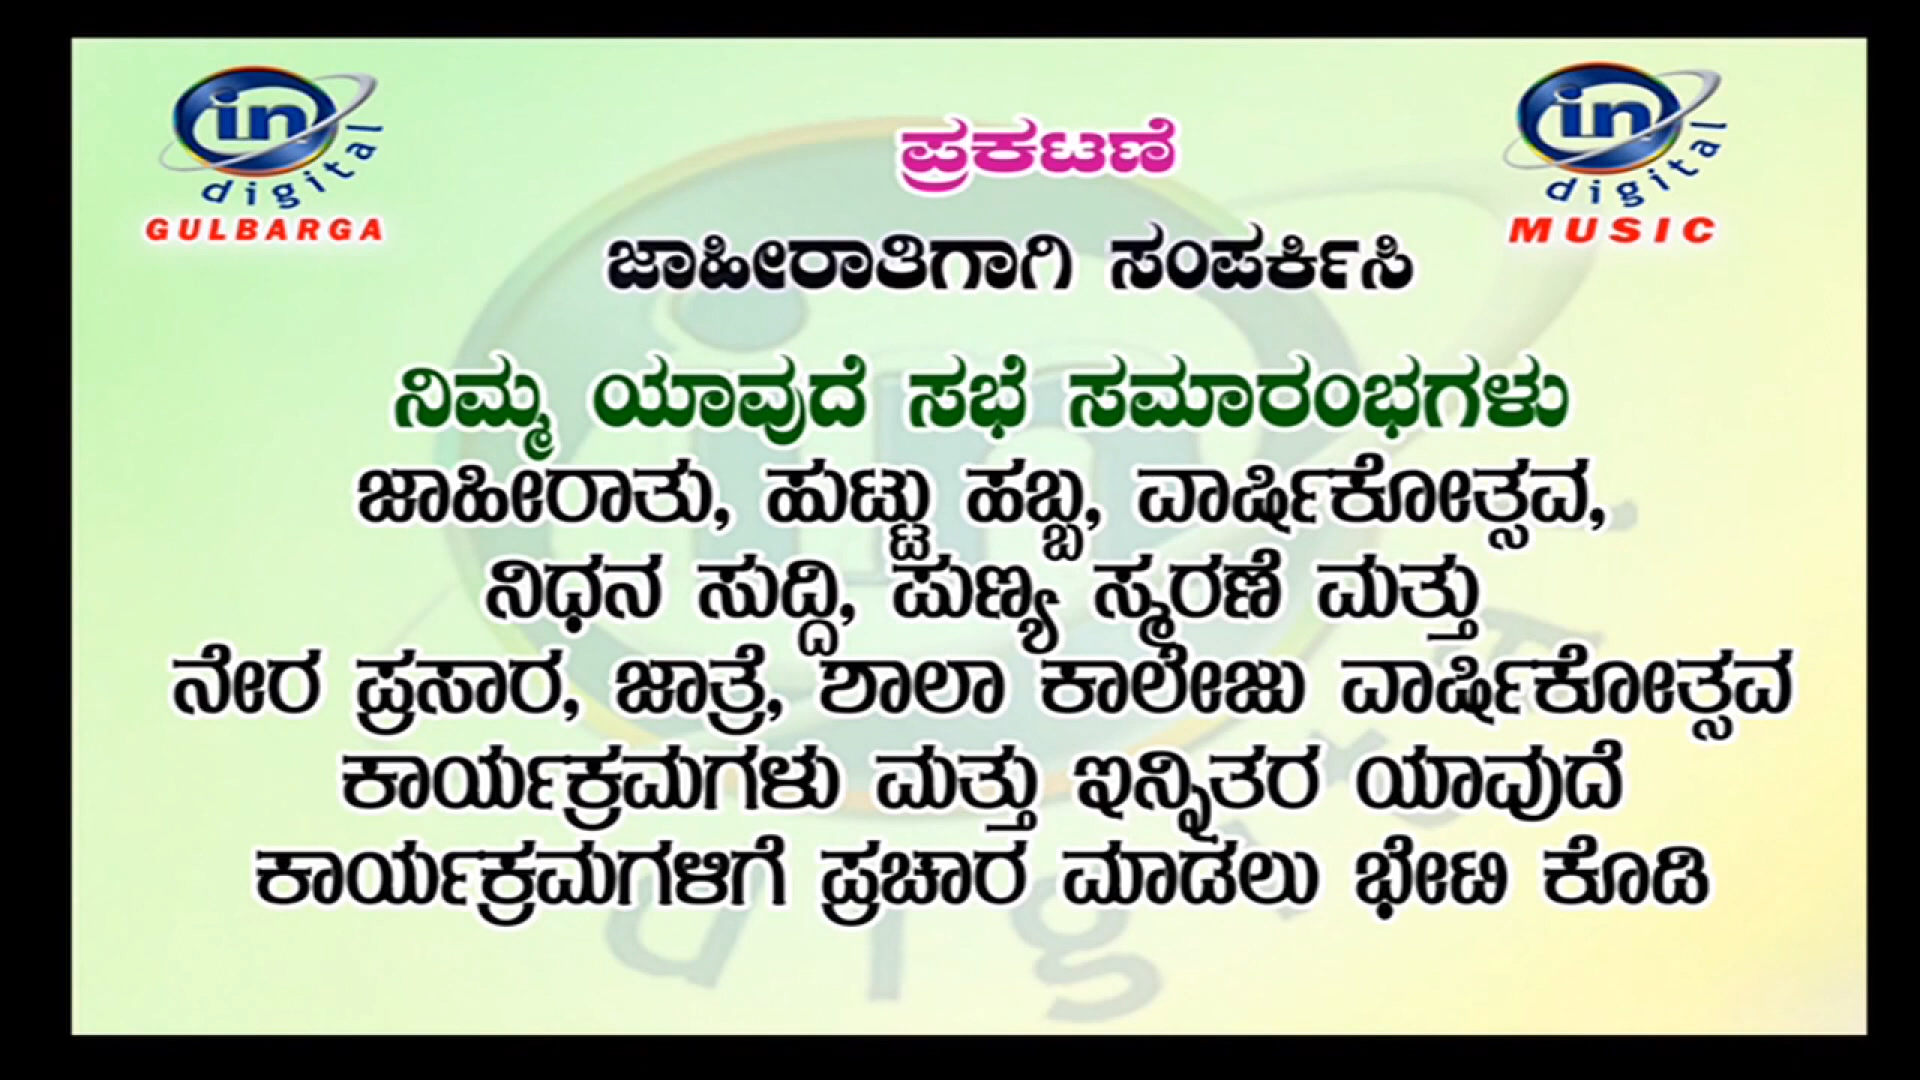 in
digital
GULBARGA
in
digital
MUSIC
ಪ್ರಕಟಣೆ
ಜಾಹೀರಾತಿಗಾಗಿ ಸಂಪರ್ಕಿಸಿ
ನಿಮ್ಮ ಯಾವುದೆ ಸಭೆ ಸಮಾರಂಭಗಳು
ಜಾಹೀರಾತು, ಹುಟ್ಟು ಹಬ್ಬ, ವಾರ್ಷಿಕೋತ್ಸವ,
ನಿಧನ ಸುದ್ದಿ, ಪುಣ್ಯ ಸ್ಮರಣೆ ಮತ್ತು
ನೇರ ಪ್ರಸಾರ, ಜಾತ್ರೆ, ಶಾಲಾ ಕಾಲೇಜು ವಾರ್ಷಿಕೋತ್ಸವ
ಕಾರ್ಯಕ್ರಮಗಳು ಮತ್ತು ಇನ್ನಿತರ ಯಾವುದೆ
ಕಾರ್ಯಕ್ರಮಗಳಿಗೆ ಪ್ರಚಾರ ಮಾಡಲು ಭೇಟಿ ಕೊಡಿ